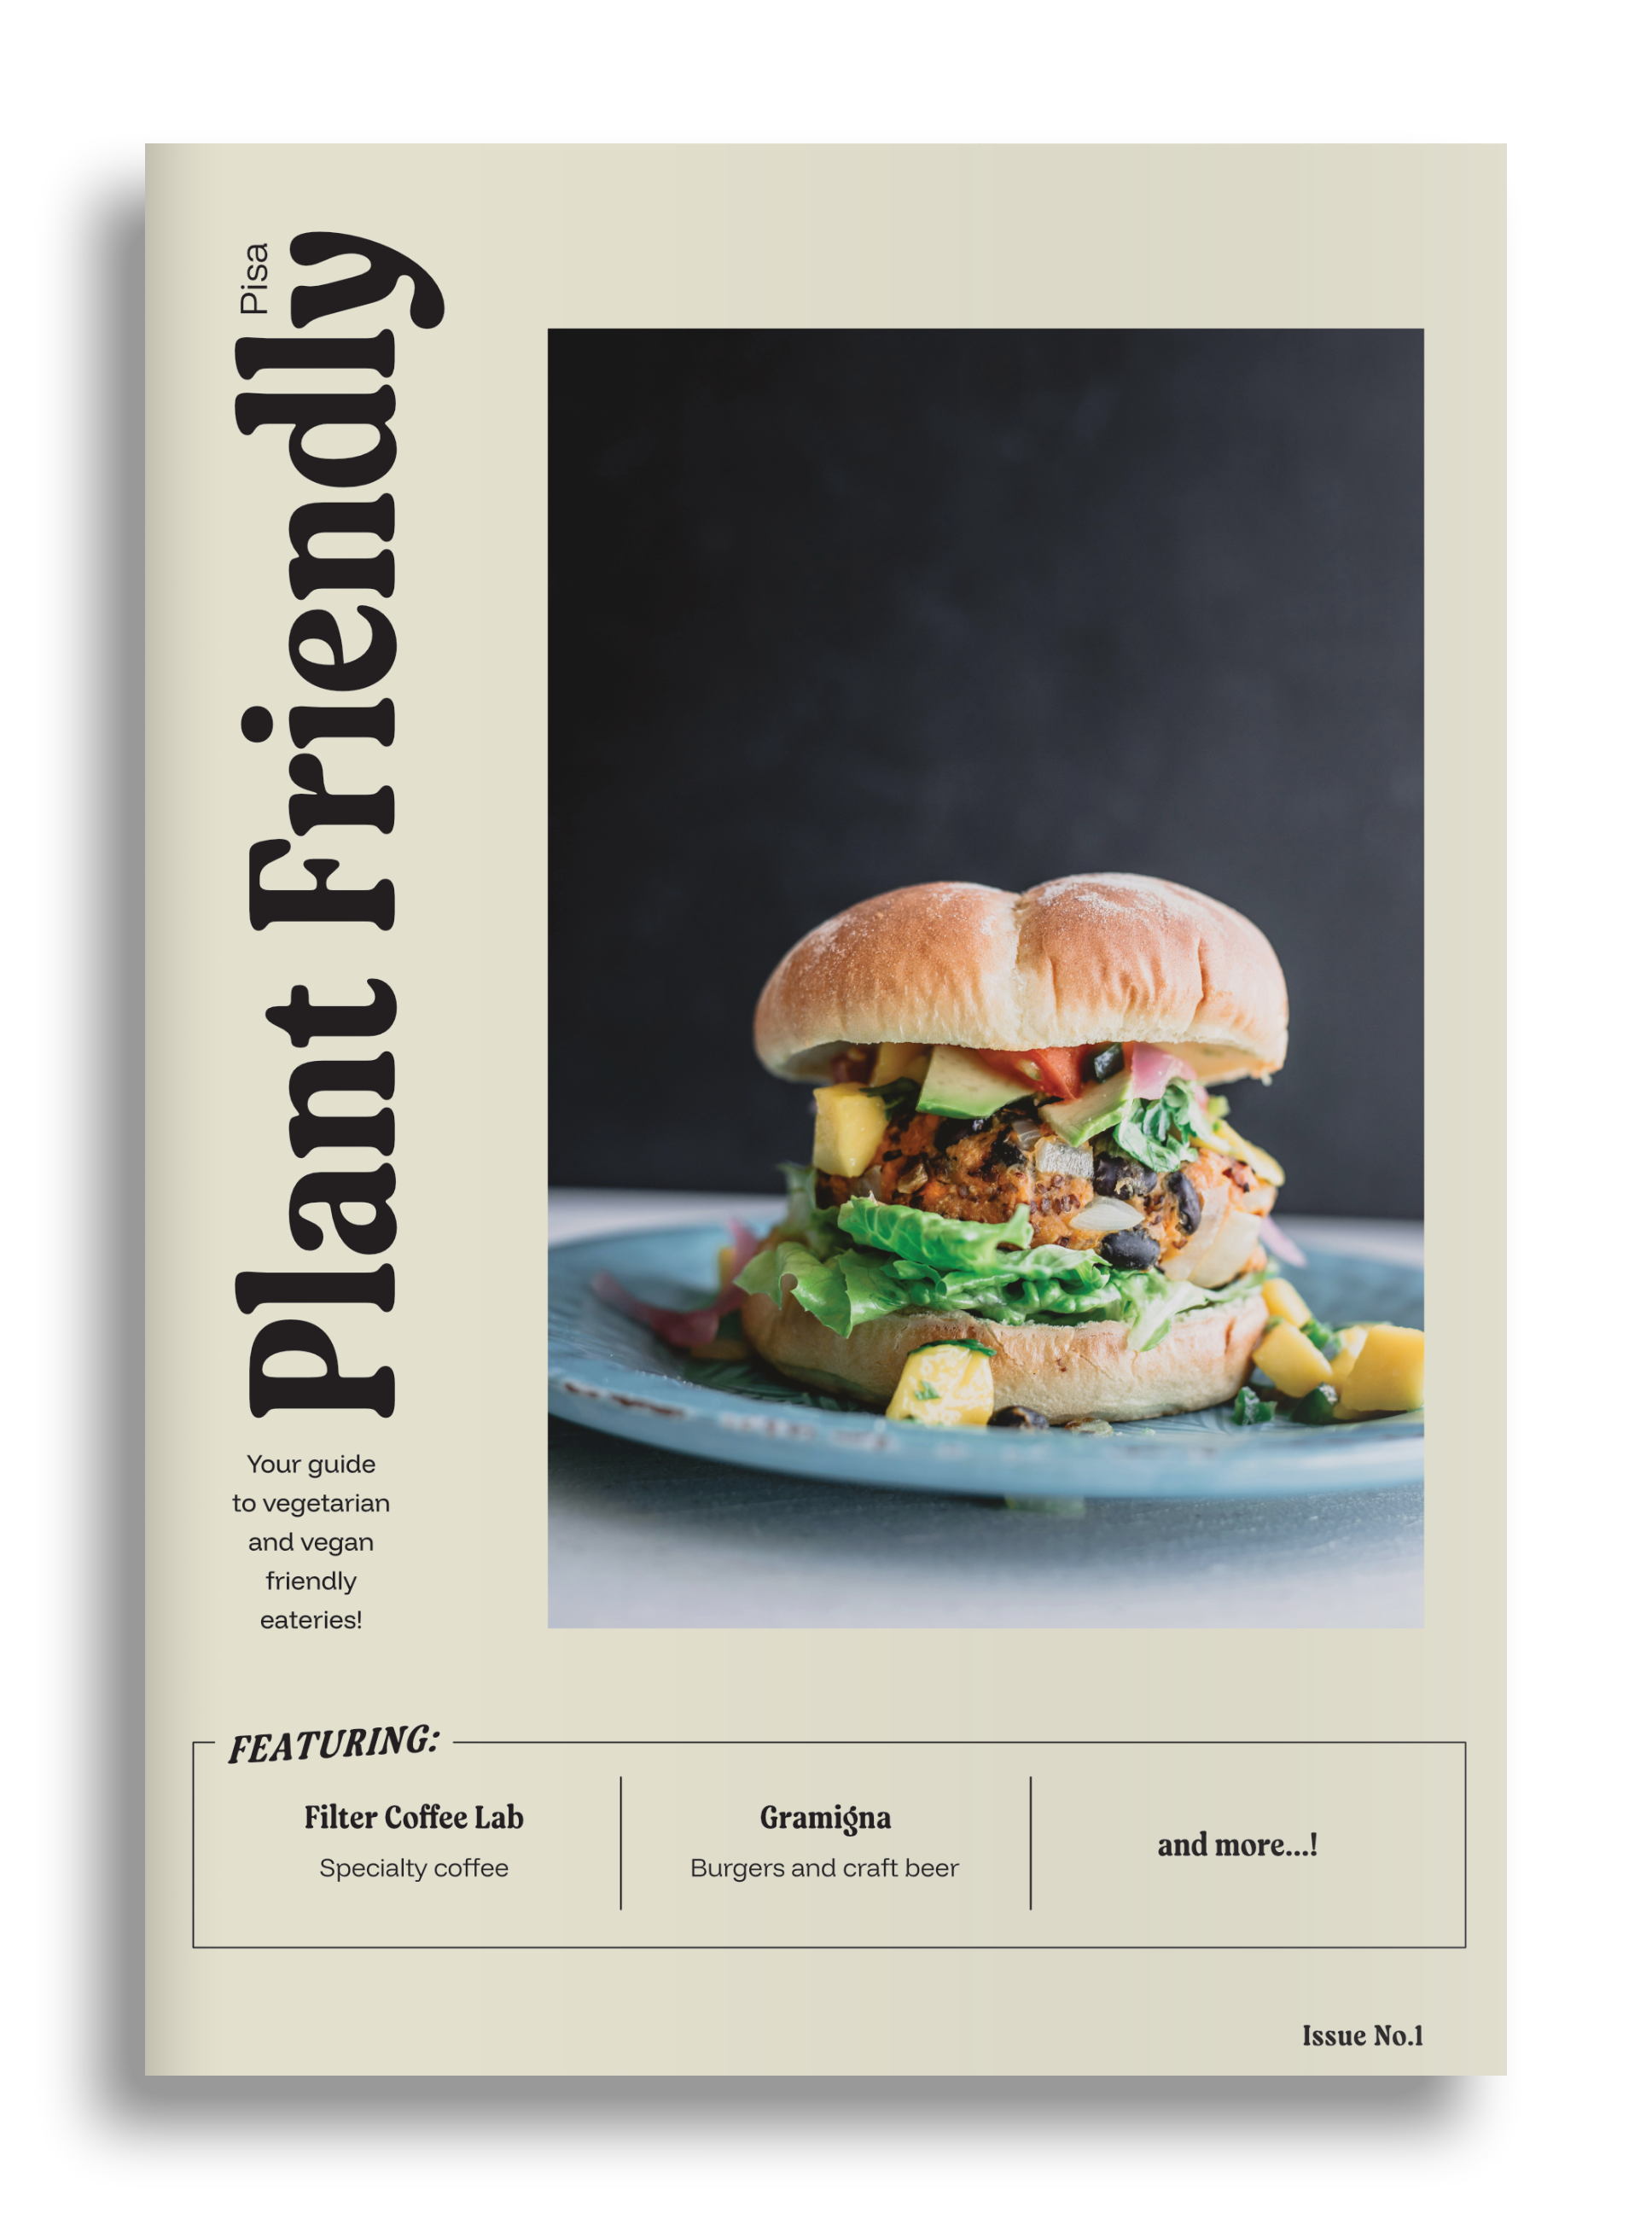 Pisa
Plant Friendly
Your guide
to vegetarian
and vegan
friendly
eateries!
FEATURING:
Filter Coffee Lab
Specialty coffee
Gramigna
Burgers and craft beer
and more...!
Issue No.1